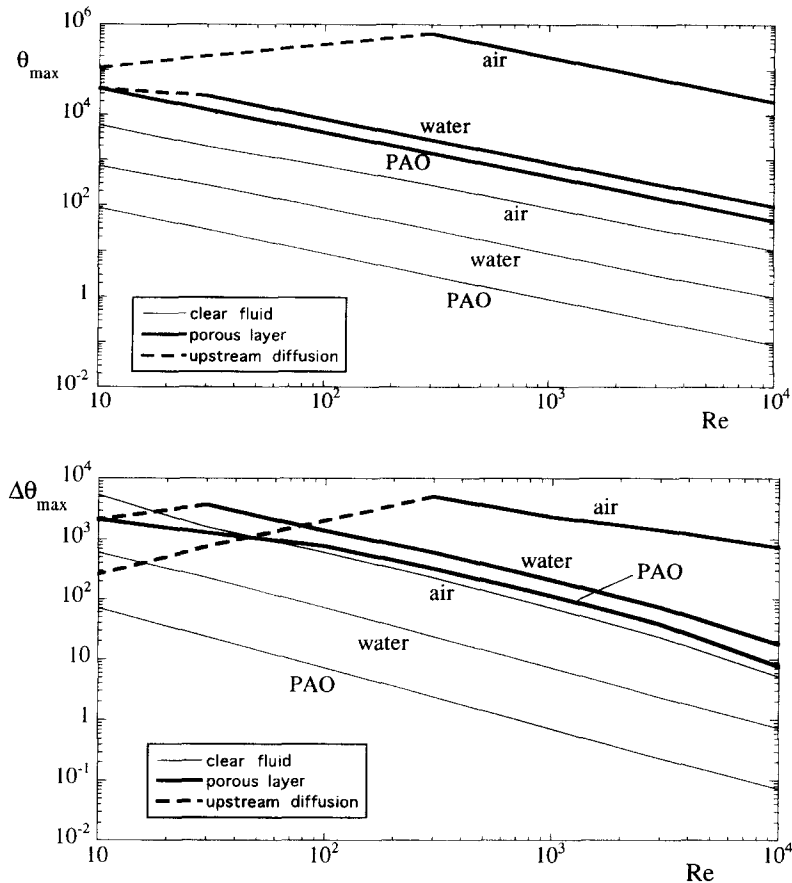 10^6
θ_max
10^4
10^2
1
10^-2
air
water
PAO
air
water
PAO
clear fluid
porous layer
upstream diffusion
10
10^2
10^3
10^4
Re
10^4
Δθ_max
10^3
10^2
10
1
10^-1
10^-2
air
water
PAO
air
water
PAO
clear fluid
porous layer
upstream diffusion
10
10^2
10^3
10^4
Re